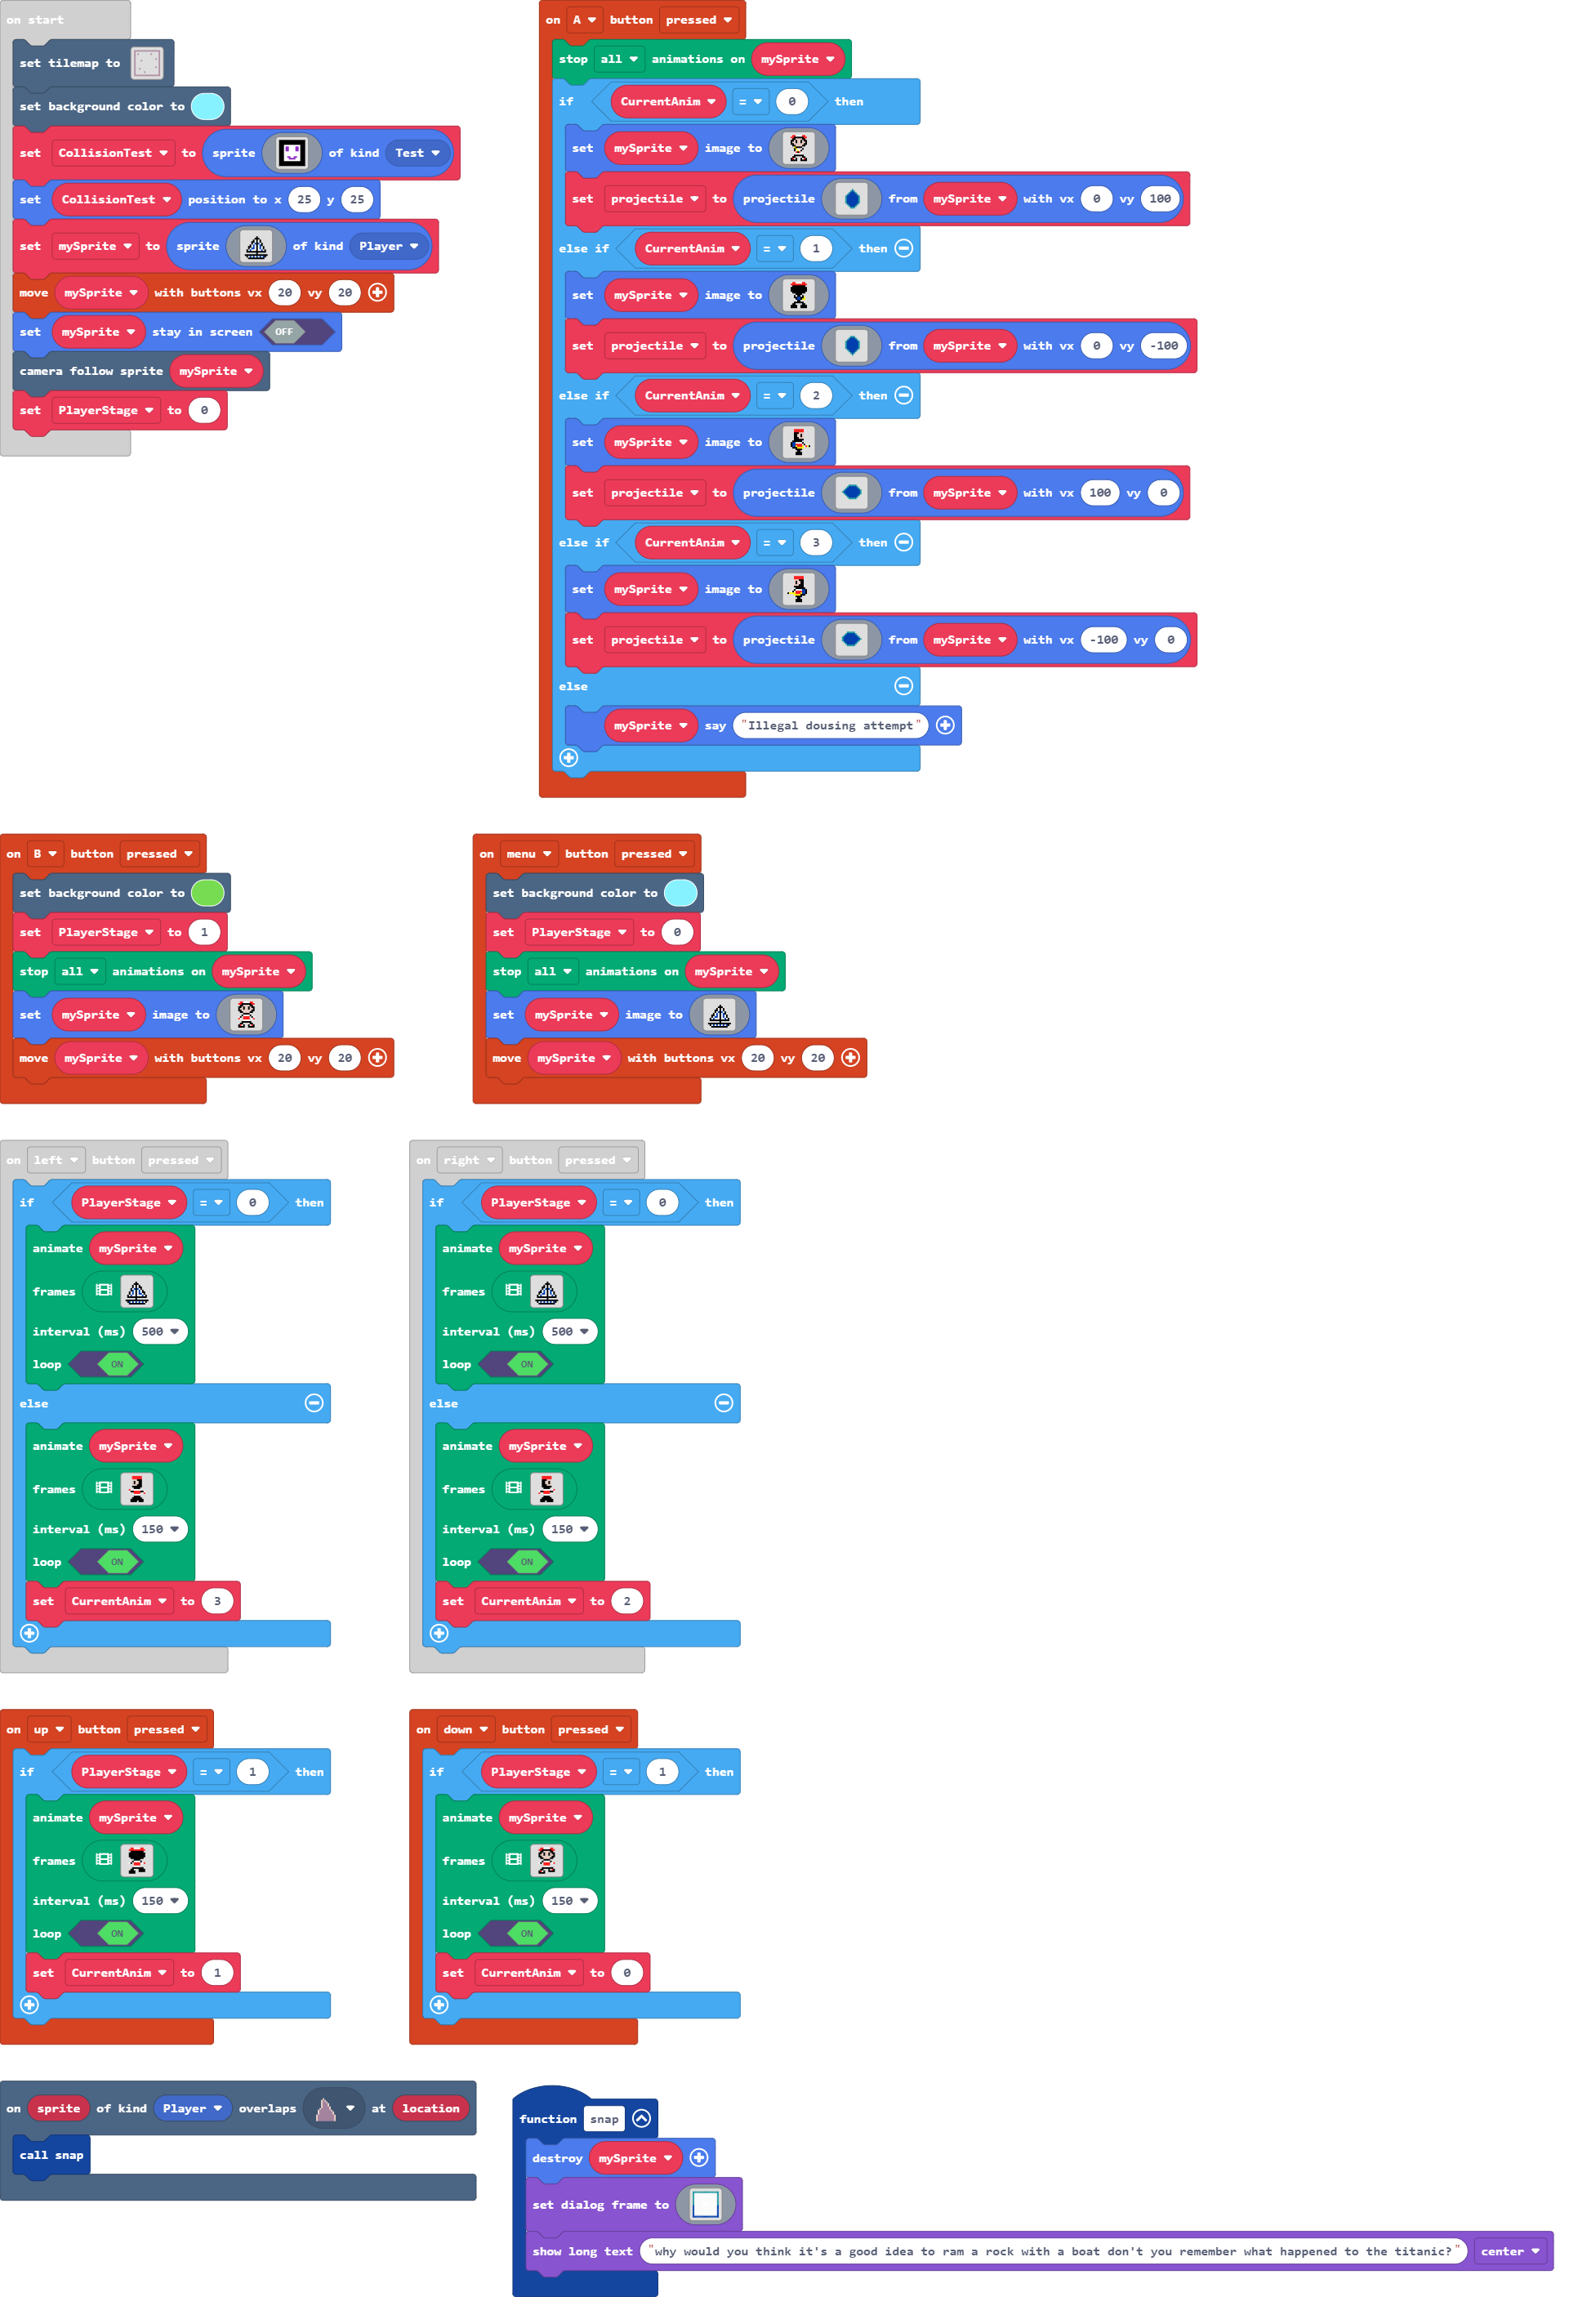 on start
set tilemap to
set background color to
set CollisionTest to sprite of kind Test
set CollisionTest position to x 25 y 25
set mySprite to sprite of kind Player
move mySprite with buttons vx 20 vy 20
set mySprite stay in screen OFF
camera follow sprite mySprite
set PlayerStage to 0
on A button pressed
stop all animations on mySprite
if CurrentAnim = 0 then
set mySprite image to
set projectile to projectile from mySprite with vx 0 vy 100
else if CurrentAnim = 1 then
set mySprite image to
set projectile to projectile from mySprite with vx 0 vy -100
else if CurrentAnim = 2 then
set mySprite image to
set projectile to projectile from mySprite with vx 100 vy 0
else if CurrentAnim = 3 then
set mySprite image to
set projectile to projectile from mySprite with vx -100 vy 0
else
mySprite say "Illegal dousing attempt"
on B button pressed
set background color to
set PlayerStage to 1
stop all animations on mySprite
set mySprite image to
move mySprite with buttons vx 20 vy 20
on menu button pressed
set background color to
set PlayerStage to 0
stop all animations on mySprite
set mySprite image to
move mySprite with buttons vx 20 vy 20
on left button pressed
if PlayerStage = 0 then
animate mySprite
frames
interval (ms) 500
loop ON
else
animate mySprite
frames
interval (ms) 150
loop ON
set CurrentAnim to 3
on right button pressed
if PlayerStage = 0 then
animate mySprite
frames
interval (ms) 500
loop ON
else
animate mySprite
frames
interval (ms) 150
loop ON
set CurrentAnim to 2
on up button pressed
if PlayerStage = 1 then
animate mySprite
frames
interval (ms) 150
loop ON
set CurrentAnim to 1
on down button pressed
if PlayerStage = 1 then
animate mySprite
frames
interval (ms) 150
loop ON
set CurrentAnim to 0
on sprite of kind Player overlaps at location
call snap
function snap
destroy mySprite
set dialog frame to
show long text "why would you think it's a good idea to ram a rock with a boat don't you remember what happened to the titanic?" center